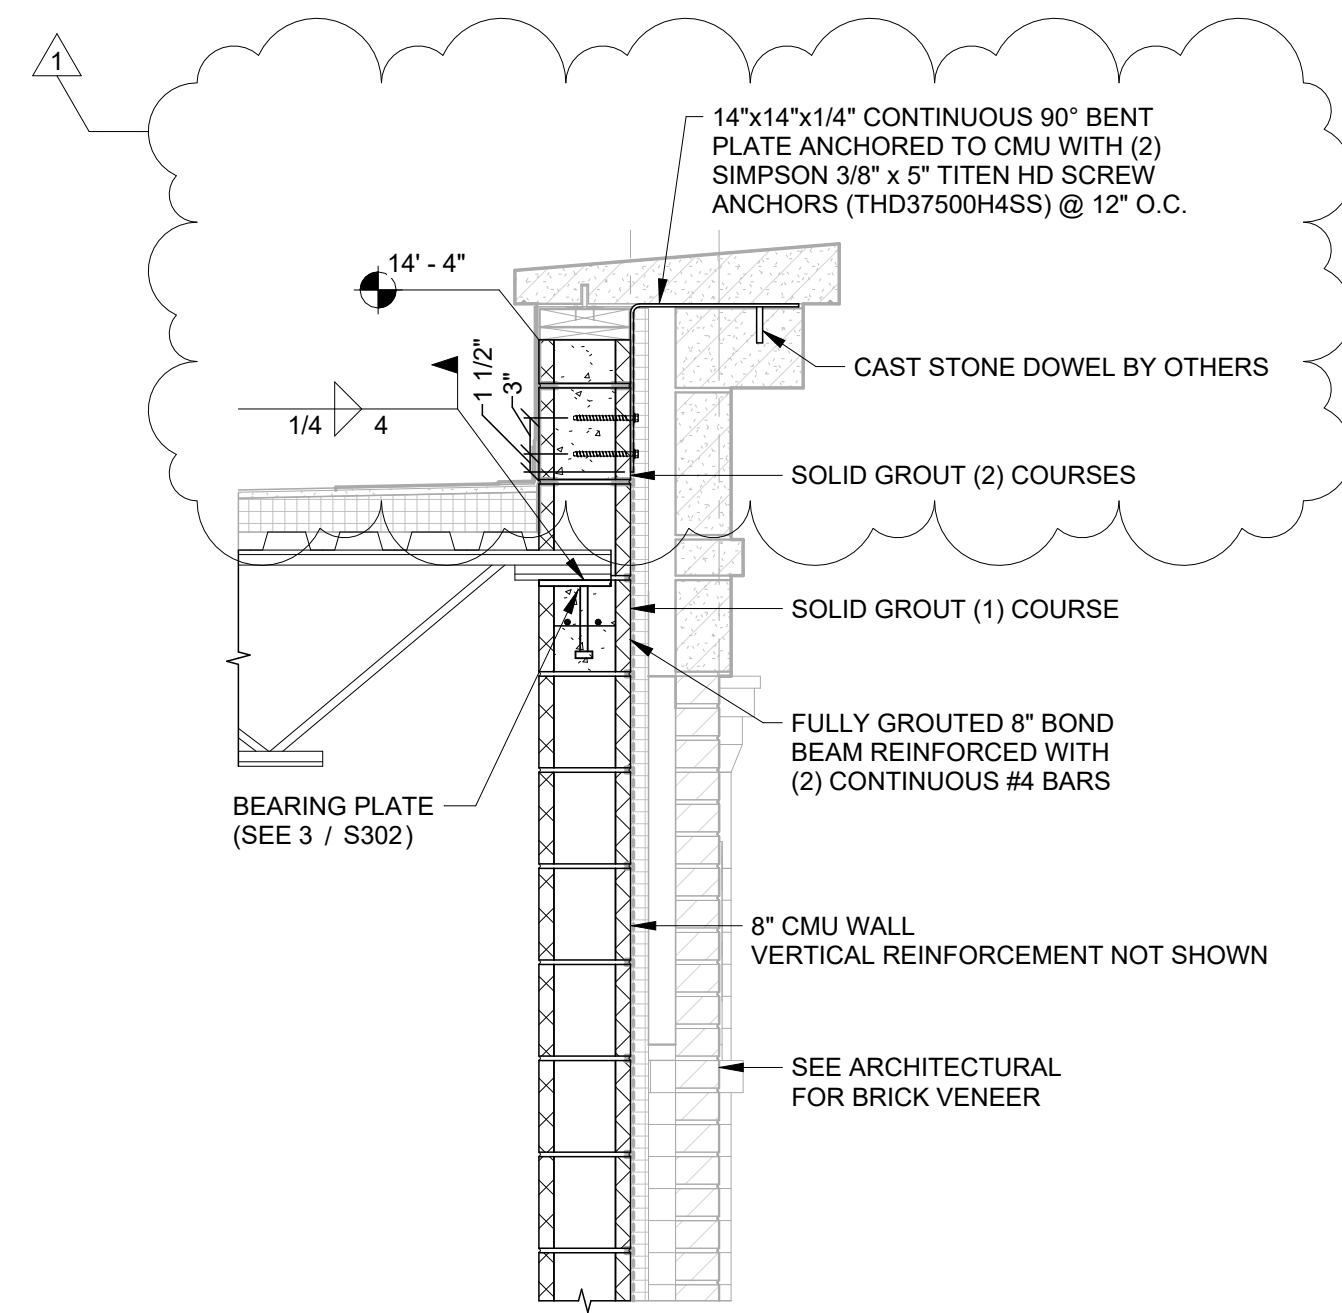 1
14"x14"x1/4" CONTINUOUS 90° BENT
PLATE ANCHORED TO CMU WITH (2)
SIMPSON 3/8" x 5" TITEN HD SCREW
ANCHORS (THD37500H4SS) @ 12" O.C.
14' - 4"
1 1/2"
3"
CAST STONE DOWEL BY OTHERS
1/4
4
SOLID GROUT (2) COURSES
SOLID GROUT (1) COURSE
FULLY GROUTED 8" BOND
BEAM REINFORCED WITH
(2) CONTINUOUS #4 BARS
BEARING PLATE
(SEE 3 / S302)
8" CMU WALL
VERTICAL REINFORCEMENT NOT SHOWN
SEE ARCHITECTURAL
FOR BRICK VENEER